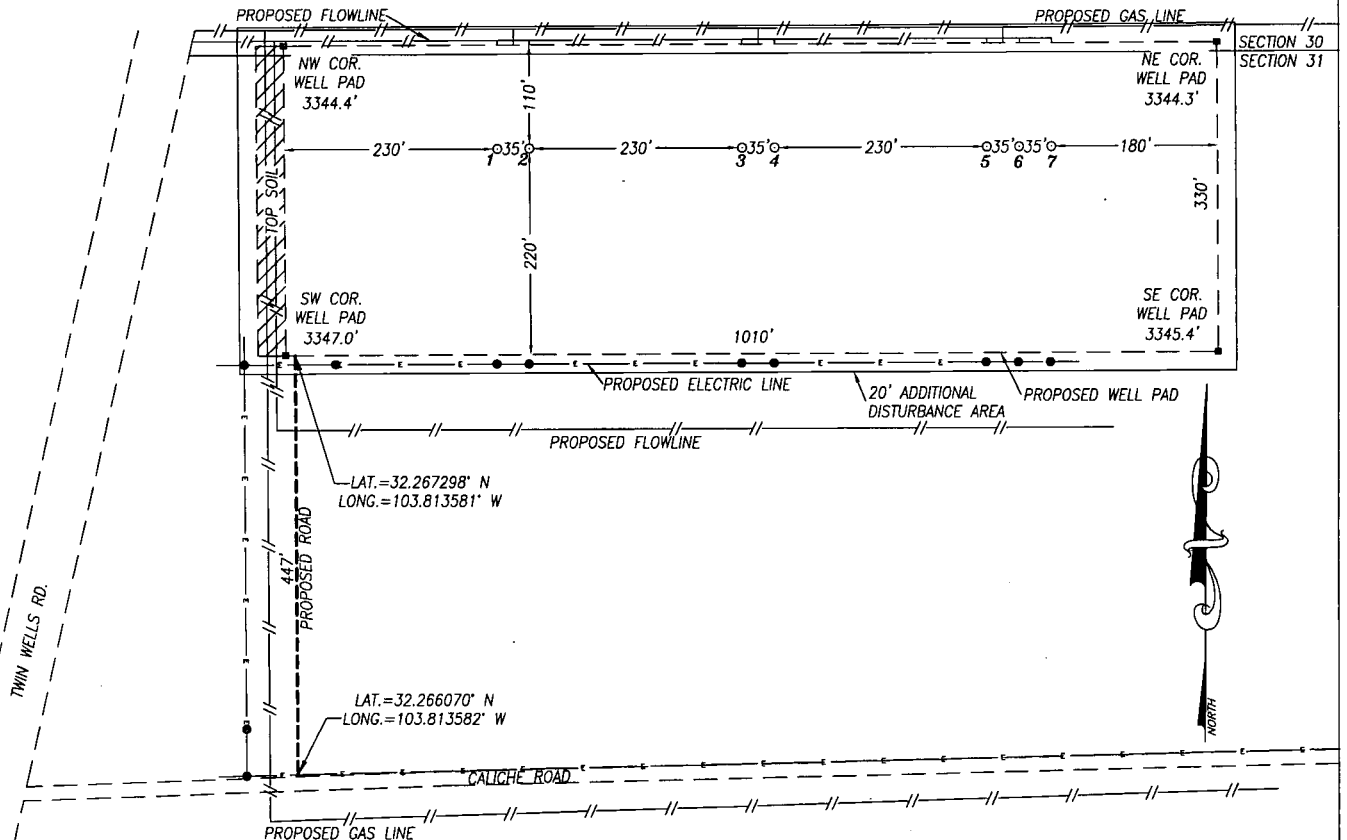 PROPOSED FLOWLINE
PROPOSED GAS LINE
SECTION 30
SECTION 31
NW COR.
WELL PAD
3344.4'
NE COR.
WELL PAD
3344.3'
110'
230'
1
35'
2
230'
3
35'
4
230'
5
35'
6
35'
7
180'
TOP SOIL
330'
220'
SW COR.
WELL PAD
3347.0'
SE COR.
WELL PAD
3345.4'
1010'
E E E E E E E E
PROPOSED ELECTRIC LINE
20' ADDITIONAL
DISTURBANCE AREA
PROPOSED WELL PAD
PROPOSED FLOWLINE
LAT.=32.267298° N
LONG.=103.813581° W
447'
PROPOSED ROAD
TWIN WELLS RD.
NORTH
LAT.=32.266070° N
LONG.=103.813582° W
CALICHE ROAD
PROPOSED GAS LINE